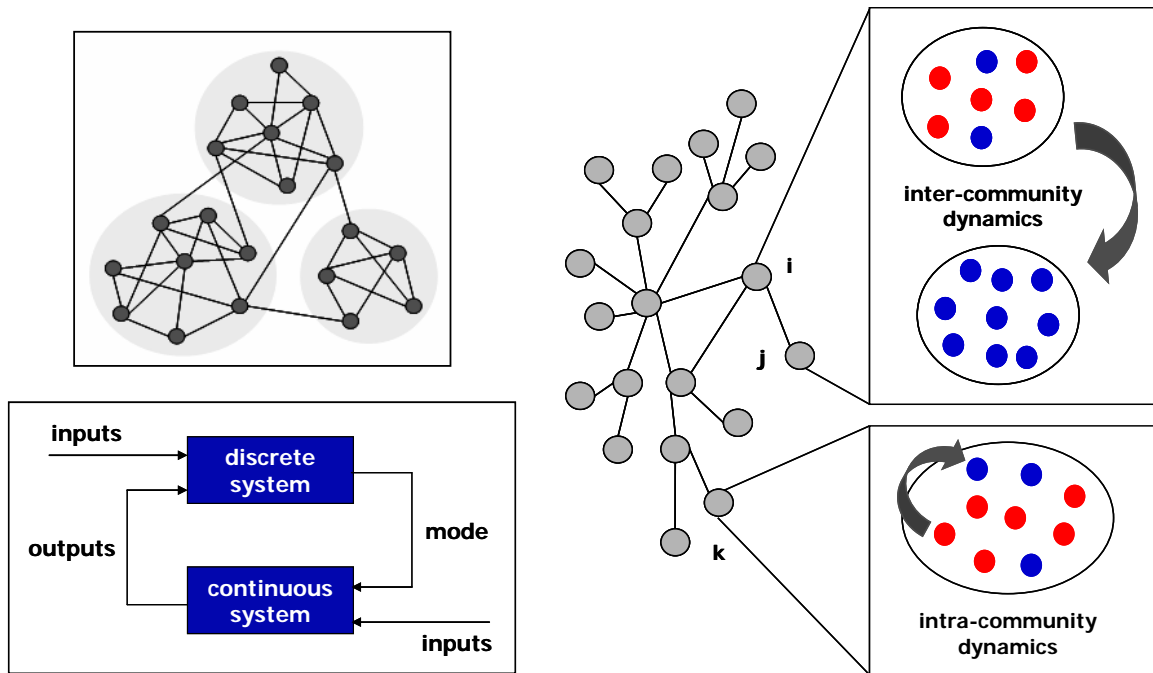 inputs
discrete
system
mode
outputs
continuous
system
inputs
i
j
k
inter-community
dynamics
intra-community
dynamics